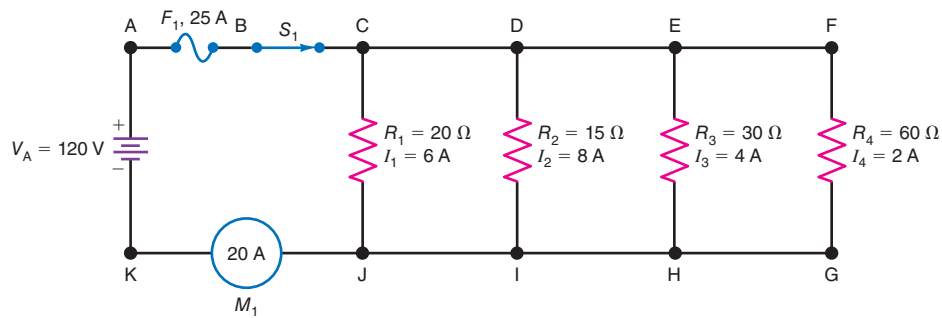 A
F₁, 25 A
B
S₁
C
D
E
F
+
V_A = 120 V
−
R₁ = 20 Ω
I₁ = 6 A
R₂ = 15 Ω
I₂ = 8 A
R₃ = 30 Ω
I₃ = 4 A
R₄ = 60 Ω
I₄ = 2 A
20 A
K
J
I
H
G
M₁